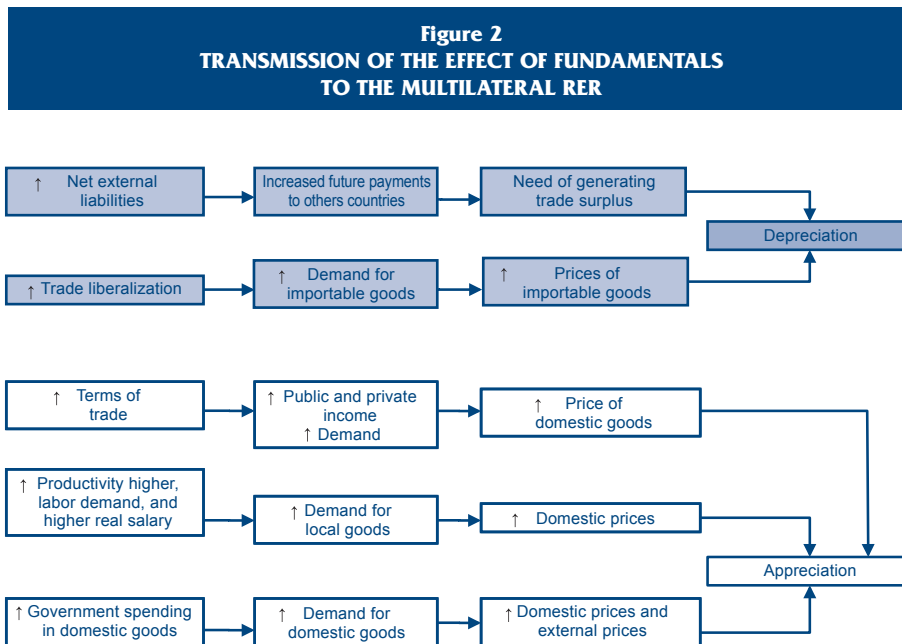 Figure 2
TRANSMISSION OF THE EFFECT OF FUNDAMENTALS
TO THE MULTILATERAL RER
↑ Net external
liabilities
Increased future payments
to others countries
Need of generating
trade surplus
Depreciation
↑ Trade liberalization
↑ Demand for
importable goods
↑ Prices of
importable goods
↑ Terms of
trade
↑ Public and private
income
↑ Demand
↑ Price of
domestic goods
↑ Productivity higher,
labor demand, and
higher real salary
↑ Demand for
local goods
↑ Domestic prices
Appreciation
↑ Government spending
in domestic goods
↑ Demand for
domestic goods
↑ Domestic prices and
external prices